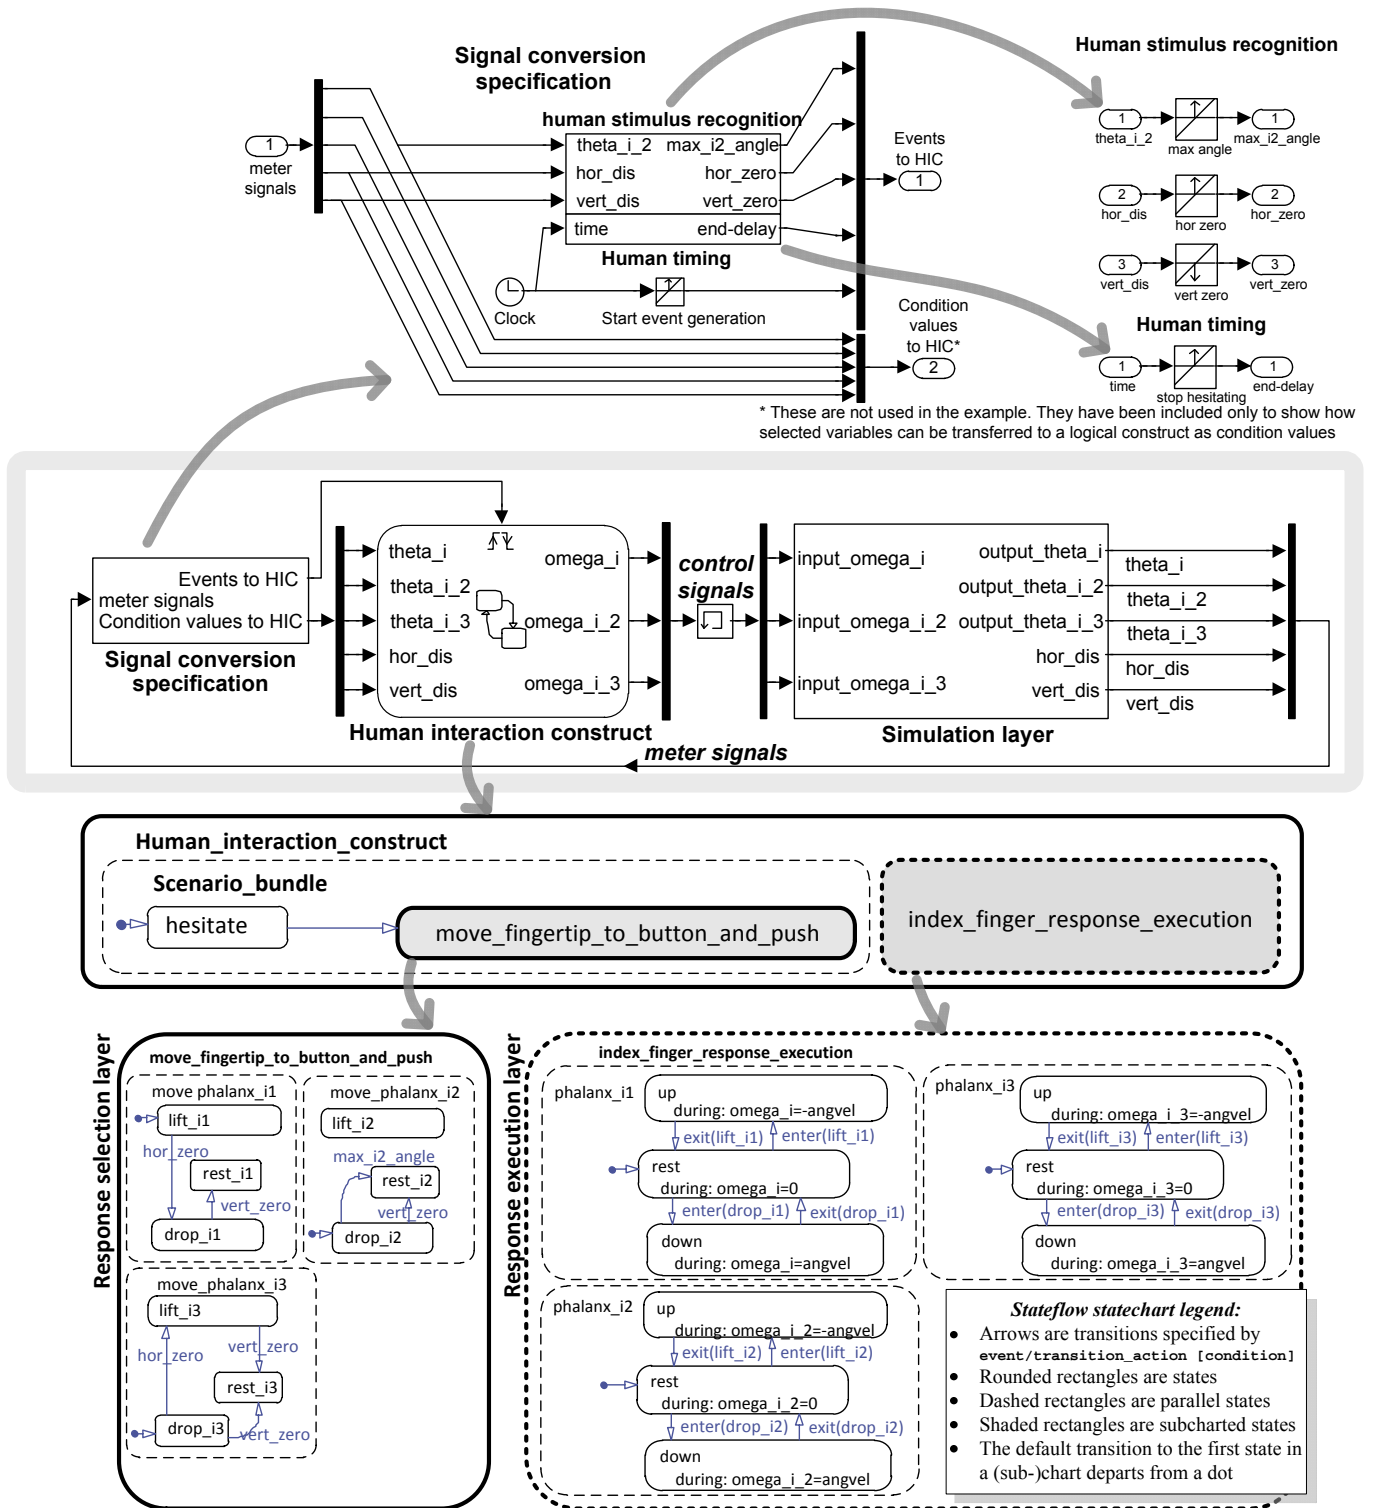 Signal conversion
specification
Human stimulus recognition
human stimulus recognition
1
meter
signals
theta_i_2 max_i2_angle
hor_dis hor_zero
vert_dis vert_zero
time end-delay
Human timing
Clock
Start event generation
Events
to HIC
1
Condition
values
to HIC*
2
1
theta_i_2
max angle
1
max_i2_angle
2
hor_dis
hor zero
2
hor_zero
3
vert_dis
vert zero
3
vert_zero
Human timing
1
time
stop hesitating
1
end-delay
* These are not used in the example. They have been included only to show how
selected variables can be transferred to a logical construct as condition values
Events to HIC
meter signals
Condition values to HIC
Signal conversion
specification
theta_i
theta_i_2
theta_i_3
hor_dis
vert_dis
omega_i
omega_i_2
omega_i_3
Human interaction construct
control
signals
input_omega_i
input_omega_i_2
input_omega_i_3
output_theta_i
output_theta_i_2
output_theta_i_3
hor_dis
vert_dis
Simulation layer
theta_i
theta_i_2
theta_i_3
hor_dis
vert_dis
meter signals
Human_interaction_construct
Scenario_bundle
hesitate
move_fingertip_to_button_and_push
index_finger_response_execution
Response selection layer
move_fingertip_to_button_and_push
move phalanx_i1
lift_i1
hor_zero
rest_i1
vert_zero
drop_i1
move_phalanx_i2
lift_i2
max_i2_angle
rest_i2
vert_zero
drop_i2
move_phalanx_i3
lift_i3
hor_zero
vert_zero
rest_i3
drop_i3
vert_zero
Response execution layer
index_finger_response_execution
phalanx_i1
up
during: omega_i=-angvel
exit(lift_i1) enter(lift_i1)
rest
during: omega_i=0
enter(drop_i1) exit(drop_i1)
down
during: omega_i=angvel
phalanx_i3
up
during: omega_i_3=-angvel
exit(lift_i3) enter(lift_i3)
rest
during: omega_i_3=0
enter(drop_i3) exit(drop_i3)
down
during: omega_i_3=angvel
phalanx_i2
up
during: omega_i_2=-angvel
exit(lift_i2) enter(lift_i2)
rest
during: omega_i_2=0
enter(drop_i2) exit(drop_i2)
down
during: omega_i_2=angvel
Stateflow statechart legend:
• Arrows are transitions specified by
event/transition_action [condition]
• Rounded rectangles are states
• Dashed rectangles are parallel states
• Shaded rectangles are subcharted states
• The default transition to the first state in
a (sub-)chart departs from a dot